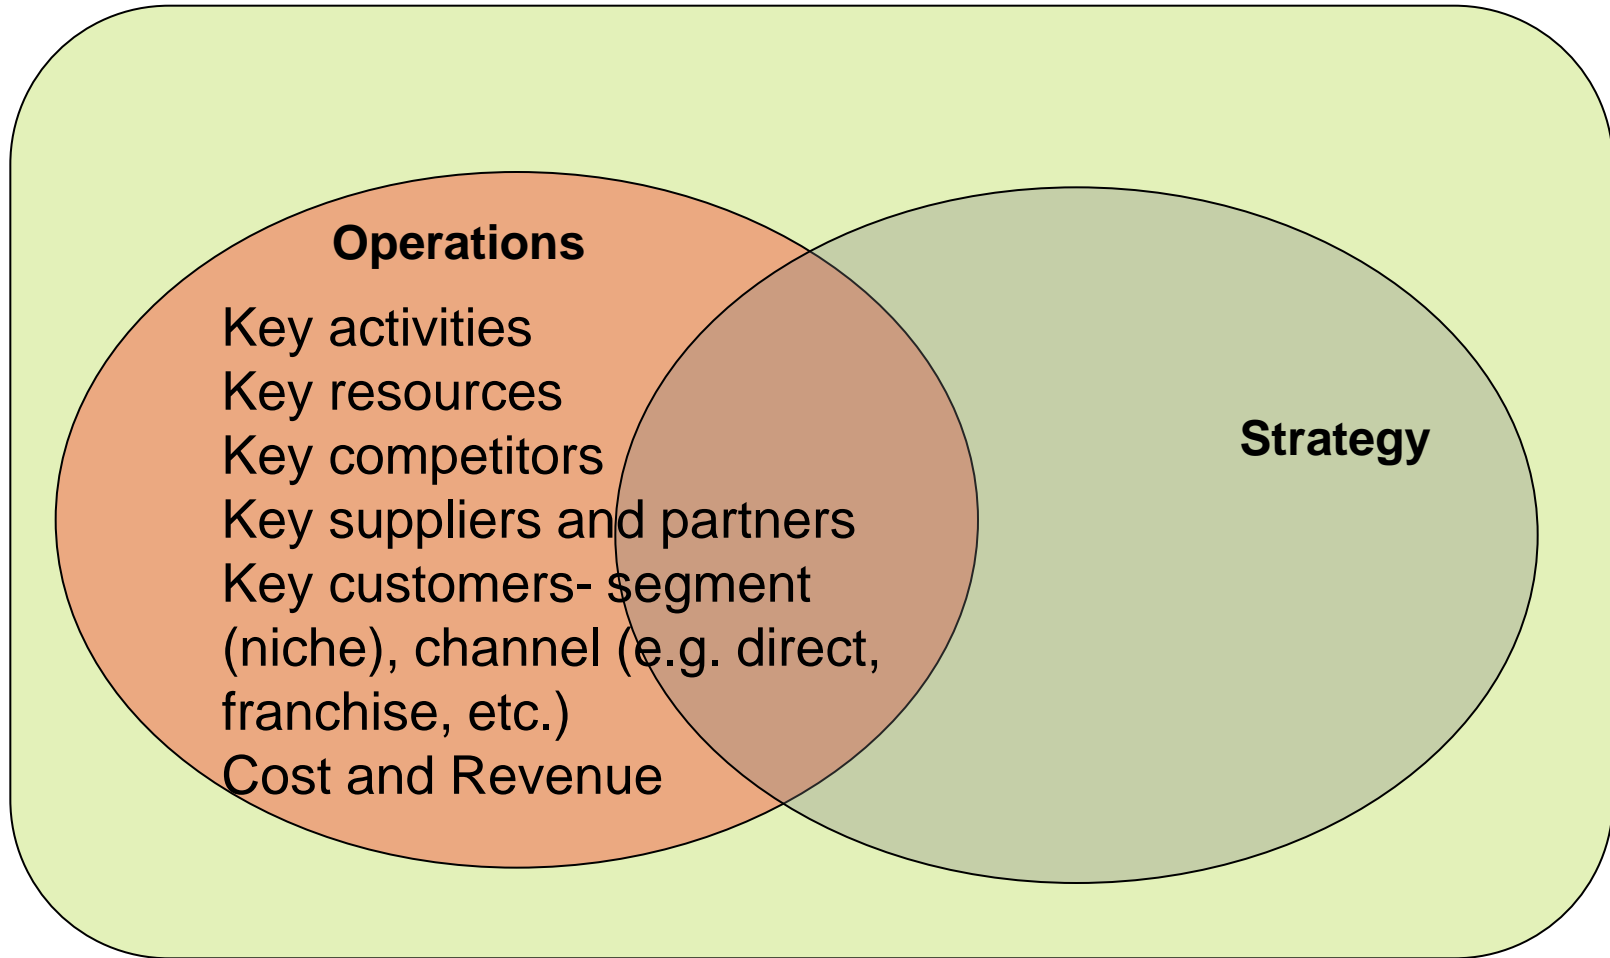 Operations
Key activities
Key resources
Key competitors
Key suppliers and partners
Key customers- segment
(niche), channel (e.g. direct,
franchise, etc.)
Cost and Revenue
Strategy